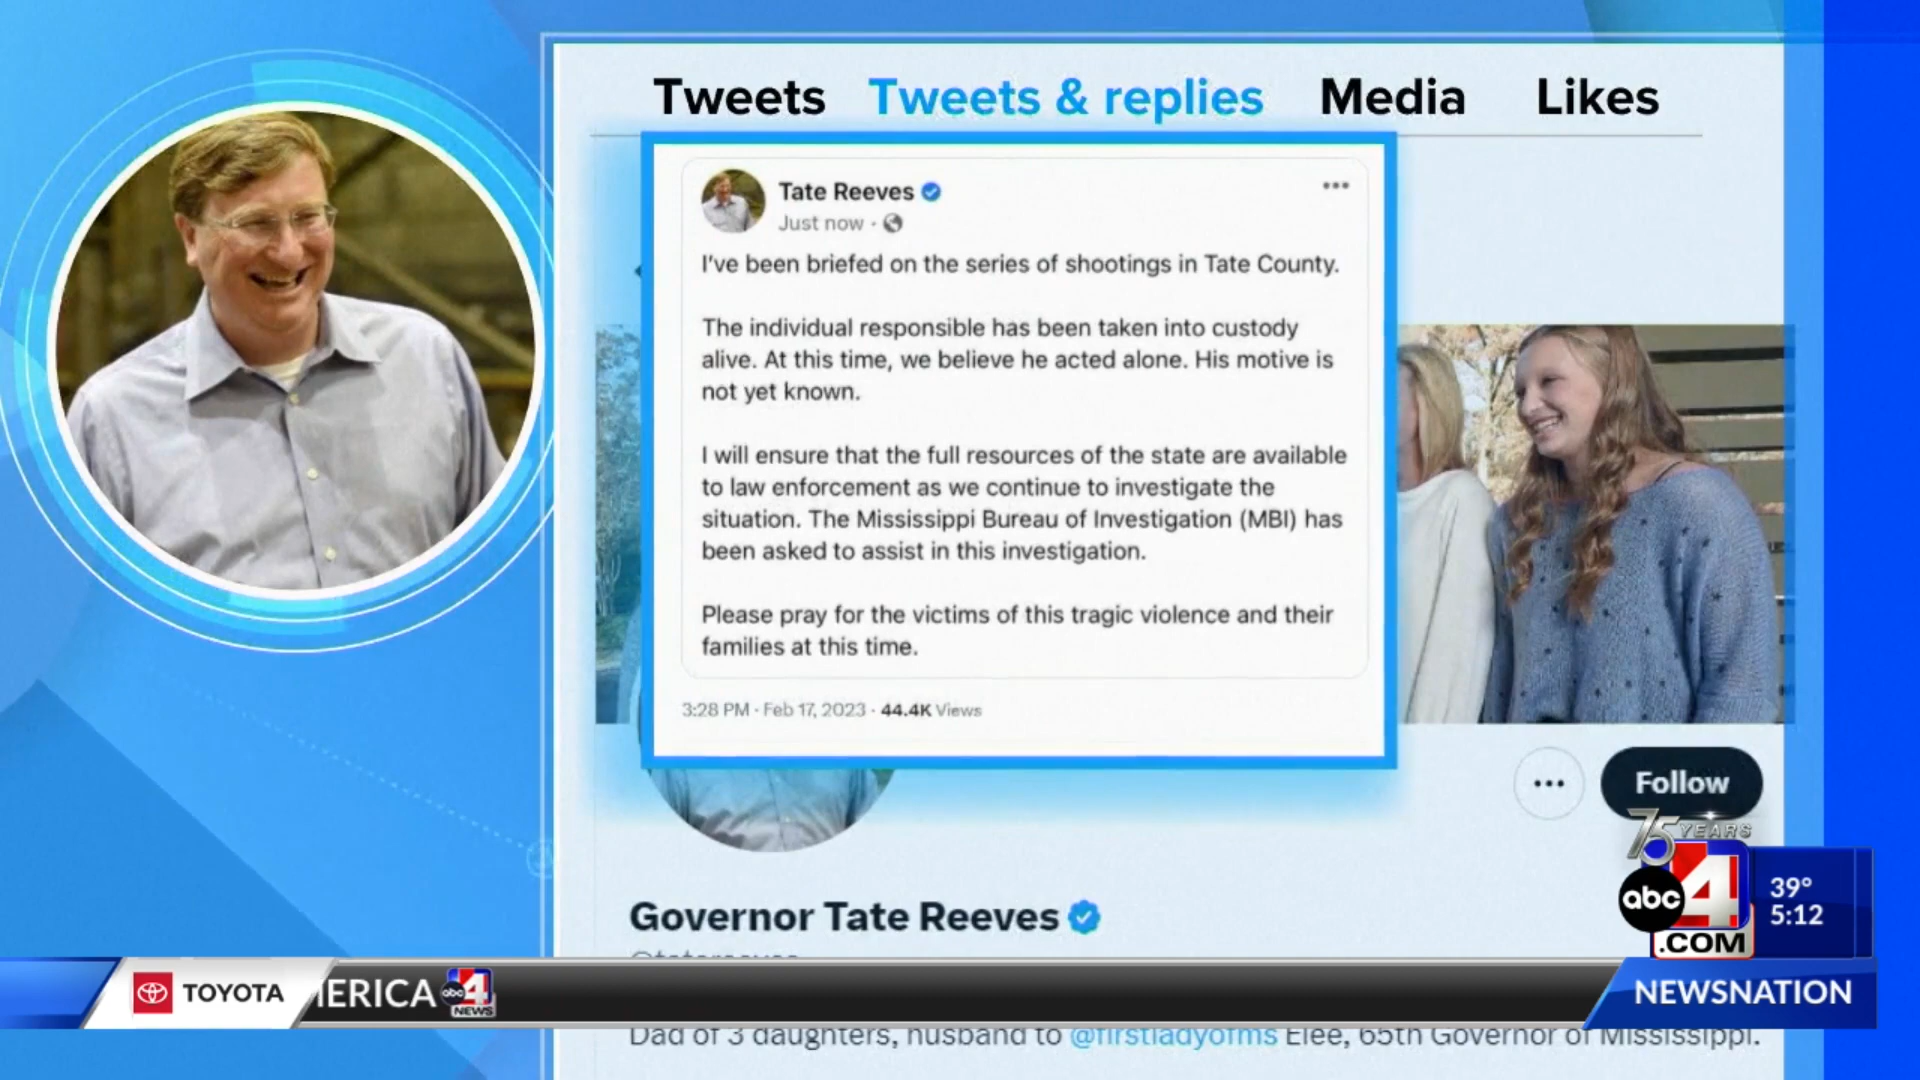 Tweets Tweets & replies Media Likes
Tate Reeves
Just now
I've been briefed on the series of shootings in Tate County.
The individual responsible has been taken into custody
alive. At this time, we believe he acted alone. His motive is
not yet known.
I will ensure that the full resources of the state are available
to law enforcement as we continue to investigate the
situation. The Mississippi Bureau of Investigation (MBI) has
been asked to assist in this investigation.
Please pray for the victims of this tragic violence and their
families at this time.
3:28 PM · Feb 17, 2023 · 44.4K Views
Follow
75 YEARS
abc 4
.COM
39°
5:12
Governor Tate Reeves
TOYOTA
ERICA abc 4 NEWS
NEWSNATION
Dad of 3 daughters, husband to @firstladyofms Elee, 65th Governor of Mississippi.